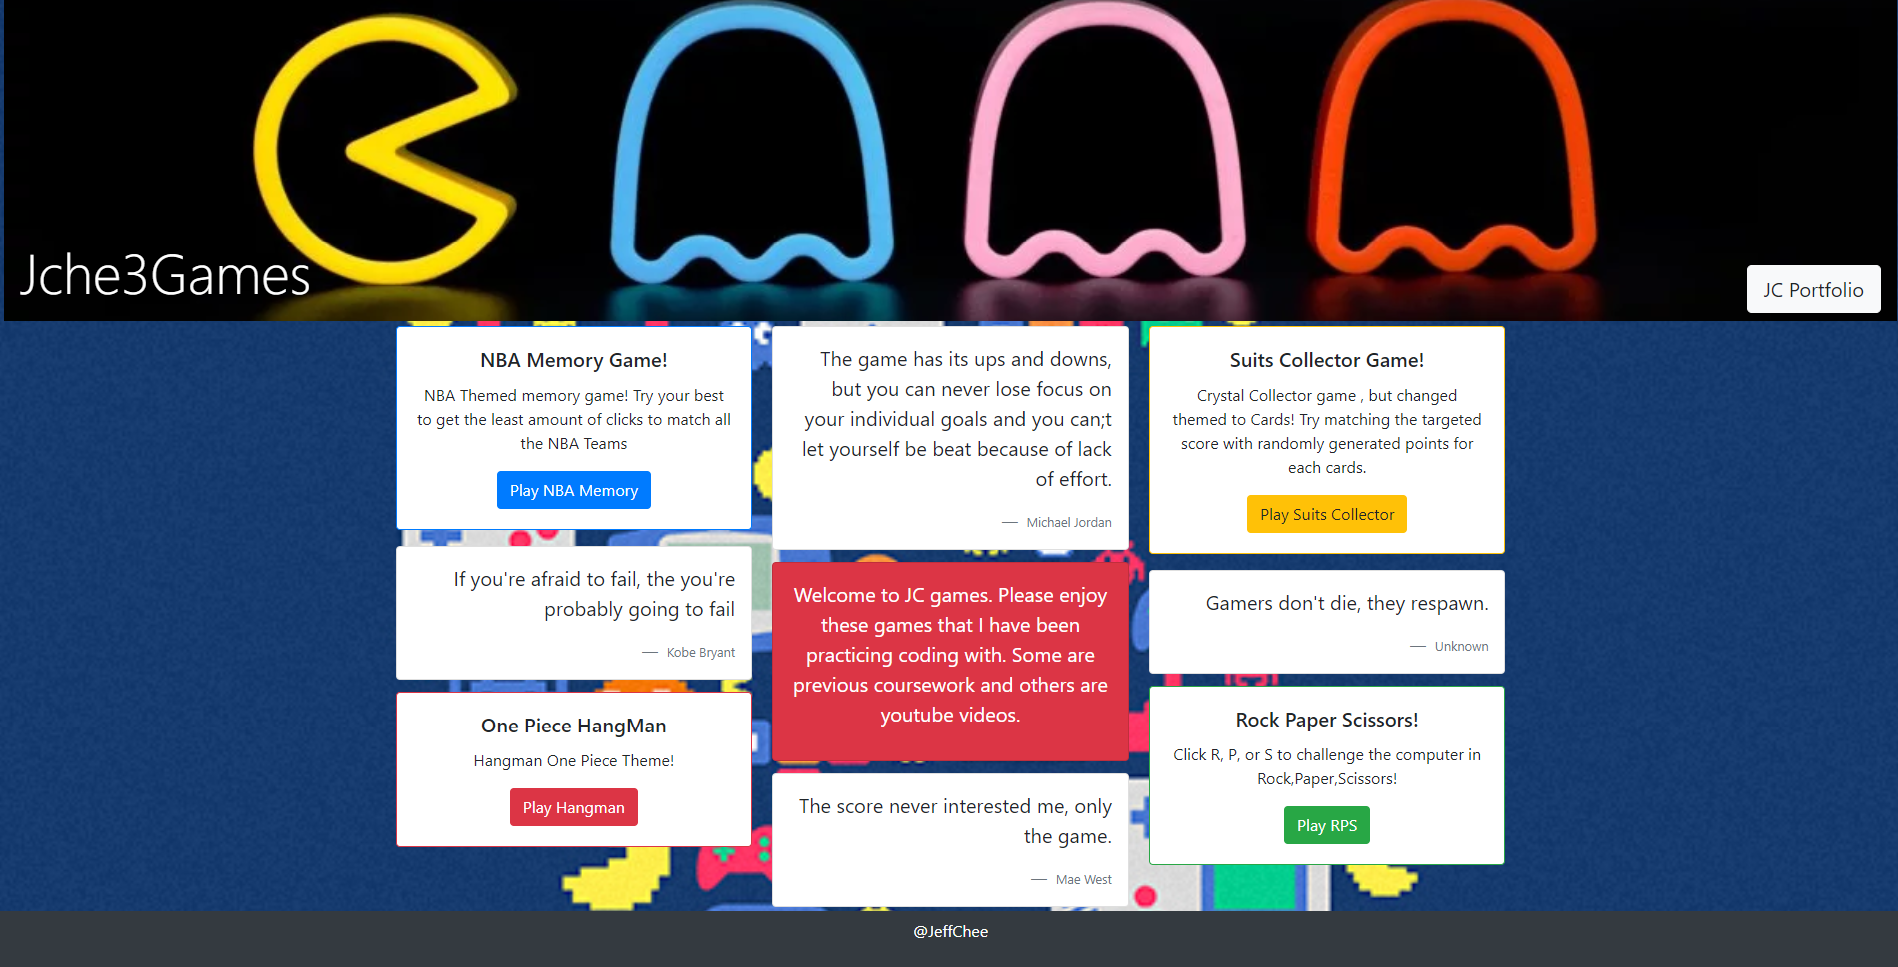 Jche3Games
JC Portfolio
NBA Memory Game!
NBA Themed memory game! Try your best
to get the least amount of clicks to match all
the NBA Teams
Play NBA Memory
If you're afraid to fail, the you're
probably going to fail
— Kobe Bryant
One Piece HangMan
Hangman One Piece Theme!
Play Hangman
The game has its ups and downs,
but you can never lose focus on
your individual goals and you can;t
let yourself be beat because of lack
of effort.
— Michael Jordan
Welcome to JC games. Please enjoy
these games that I have been
practicing coding with. Some are
previous coursework and others are
youtube videos.
The score never interested me, only
the game.
— Mae West
Suits Collector Game!
Crystal Collector game , but changed
themed to Cards! Try matching the targeted
score with randomly generated points for
each cards.
Play Suits Collector
Gamers don't die, they respawn.
— Unknown
Rock Paper Scissors!
Click R, P, or S to challenge the computer in
Rock,Paper,Scissors!
Play RPS
@JeffChee